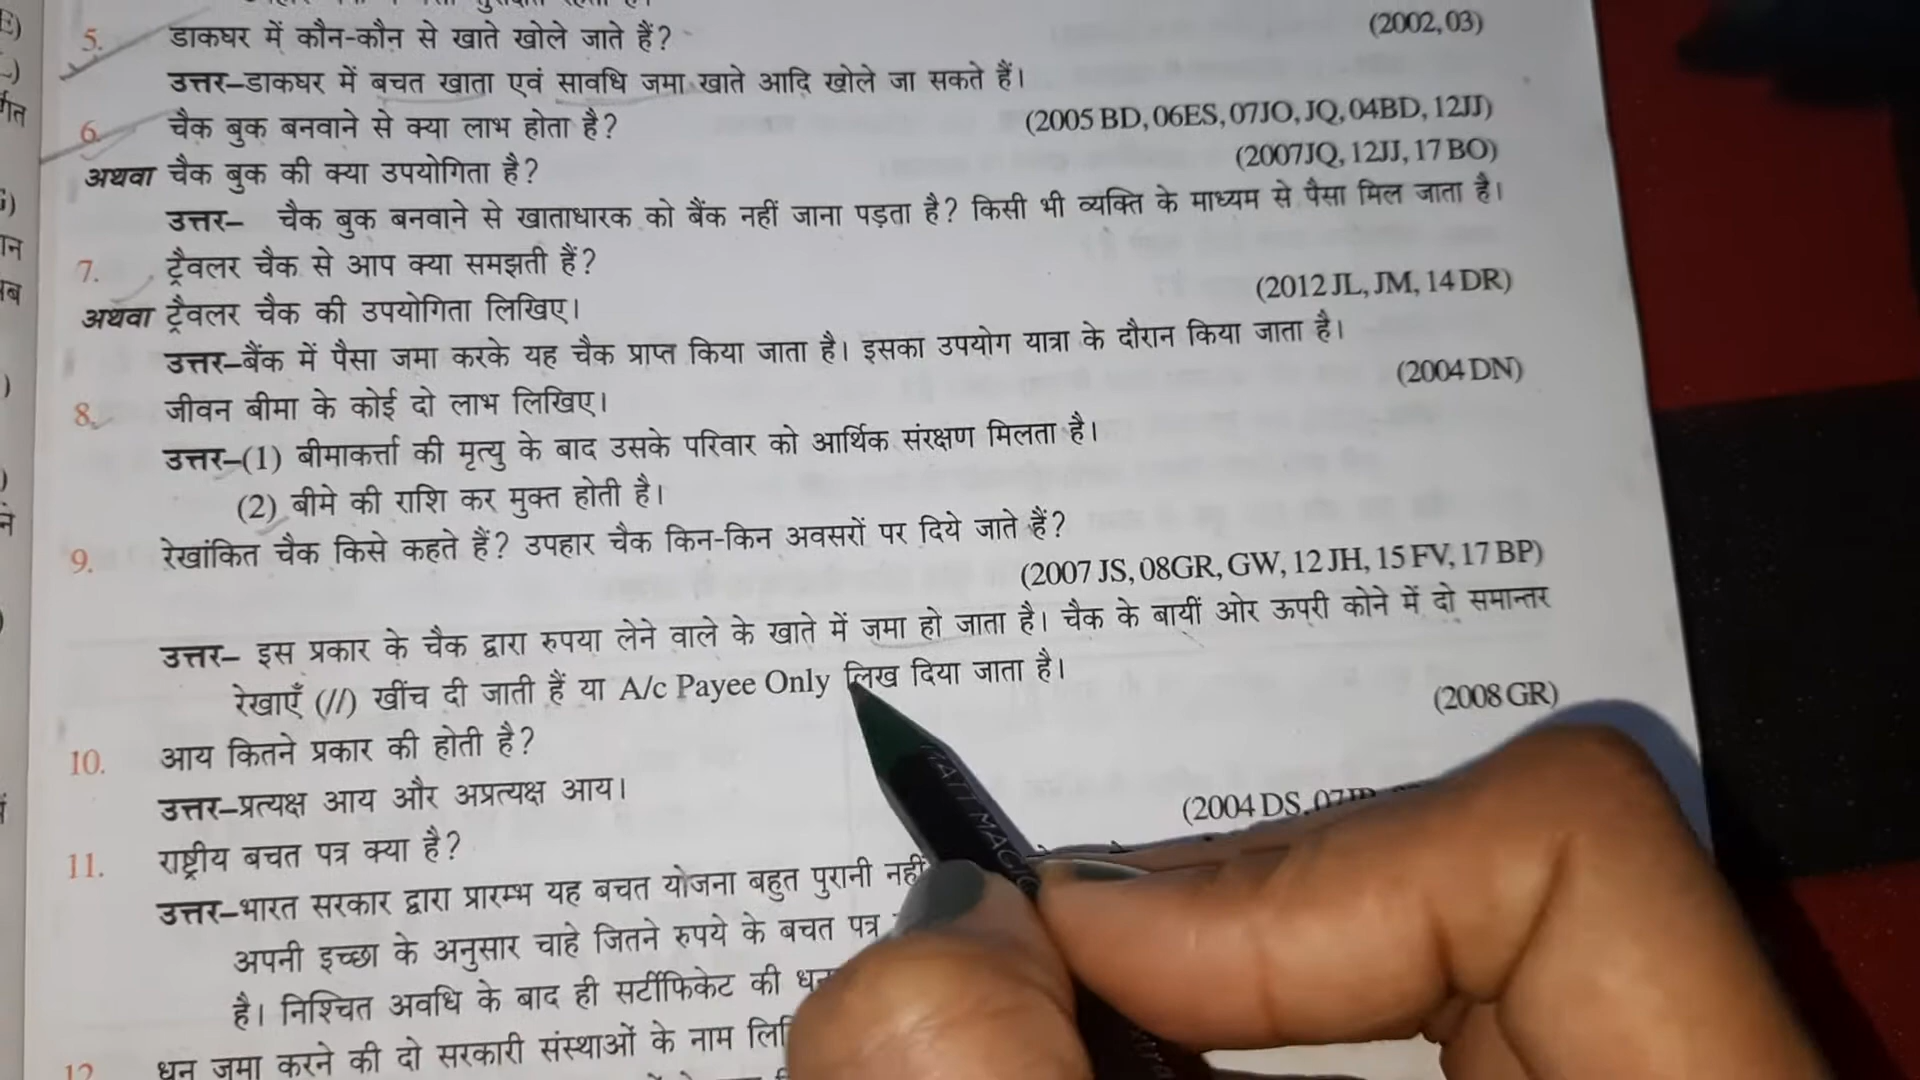 5. डाकघर में कौन-कौन से खाते खोले जाते हैं? (2002, 03)
उत्तर–डाकघर में बचत खाता एवं सावधि जमा खाते आदि खोले जा सकते हैं।
6. चैक बुक बनवाने से क्या लाभ होता है? (2005 BD, 06ES, 07JO, JQ, 04BD, 12JJ)
अथवा चैक बुक की क्या उपयोगिता है? (2007JQ, 12JJ, 17 BO)
उत्तर– चैक बुक बनवाने से खाताधारक को बैंक नहीं जाना पड़ता है? किसी भी व्यक्ति के माध्यम से पैसा मिल जाता है।
7. ट्रैवलर चैक से आप क्या समझती हैं?
अथवा ट्रैवलर चैक की उपयोगिता लिखिए। (2012 JL, JM, 14 DR)
उत्तर–बैंक में पैसा जमा करके यह चैक प्राप्त किया जाता है। इसका उपयोग यात्रा के दौरान किया जाता है।
8. जीवन बीमा के कोई दो लाभ लिखिए। (2004 DN)
उत्तर–(1) बीमाकर्त्ता की मृत्यु के बाद उसके परिवार को आर्थिक संरक्षण मिलता है।
(2) बीमे की राशि कर मुक्त होती है।
9. रेखांकित चैक किसे कहते हैं? उपहार चैक किन-किन अवसरों पर दिये जाते हैं?
(2007 JS, 08GR, GW, 12 JH, 15 FV, 17 BP)
उत्तर– इस प्रकार के चैक द्वारा रुपया लेने वाले के खाते में जमा हो जाता है। चैक के बायीं ओर ऊपरी कोने में दो समान्तर
रेखाएँ (//) खींच दी जाती हैं या A/c Payee Only लिख दिया जाता है।
10. आय कितने प्रकार की होती है? (2008 GR)
उत्तर–प्रत्यक्ष आय और अप्रत्यक्ष आय।
11. राष्ट्रीय बचत पत्र क्या है? (2004 DS,
उत्तर–भारत सरकार द्वारा प्रारम्भ यह बचत योजना बहुत पुरानी नहीं
अपनी इच्छा के अनुसार चाहे जितने रुपये के बचत पत्र
है। निश्चित अवधि के बाद ही सर्टीफिकेट की
12. धन जमा करने की दो सरकारी संस्थाओं के नाम